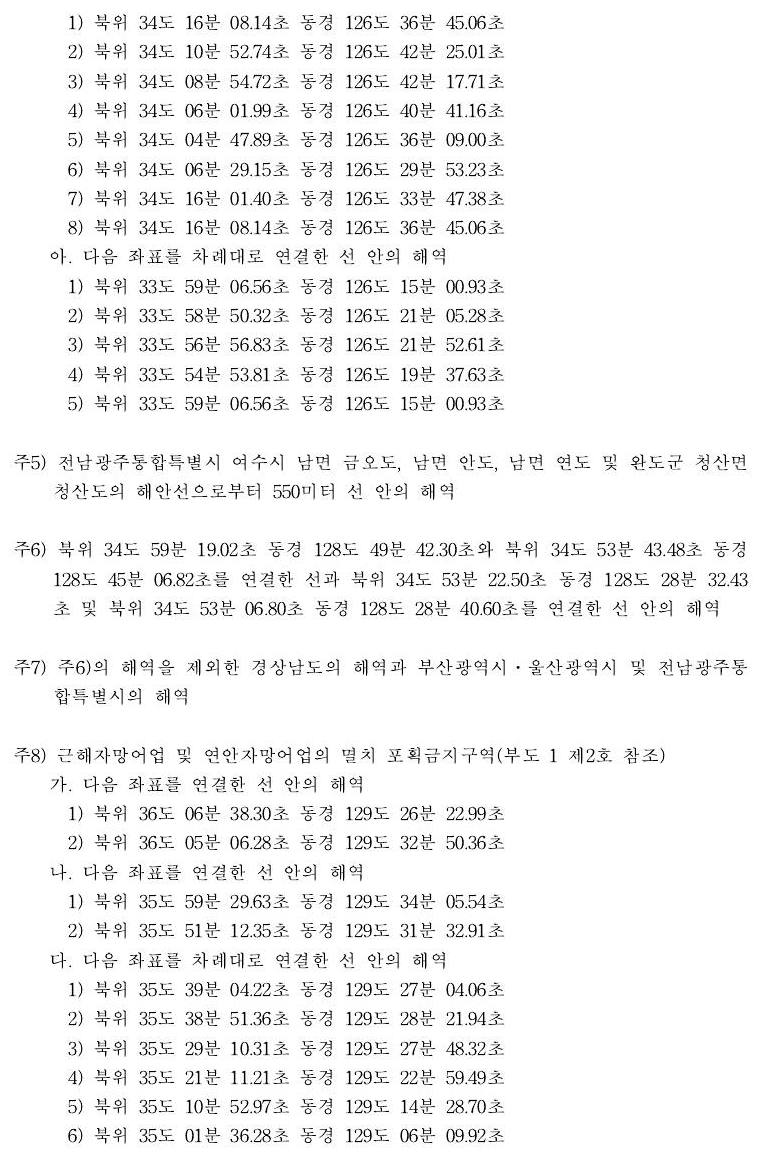 1) 북위 34도 16분 08.14초 동경 126도 36분 45.06초
2) 북위 34도 10분 52.74초 동경 126도 42분 25.01초
3) 북위 34도 08분 54.72초 동경 126도 42분 17.71초
4) 북위 34도 06분 01.99초 동경 126도 40분 41.16초
5) 북위 34도 04분 47.89초 동경 126도 36분 09.00초
6) 북위 34도 06분 29.15초 동경 126도 29분 53.23초
7) 북위 34도 16분 01.40초 동경 126도 33분 47.38초
8) 북위 34도 16분 08.14초 동경 126도 36분 45.06초
아. 다음 좌표를 차례대로 연결한 선 안의 해역
1) 북위 33도 59분 06.56초 동경 126도 15분 00.93초
2) 북위 33도 58분 50.32초 동경 126도 21분 05.28초
3) 북위 33도 56분 56.83초 동경 126도 21분 52.61초
4) 북위 33도 54분 53.81초 동경 126도 19분 37.63초
5) 북위 33도 59분 06.56초 동경 126도 15분 00.93초
주5) 전남광주통합특별시 여수시 남면 금오도, 남면 안도, 남면 연도 및 완도군 청산면
청산도의 해안선으로부터 550미터 선 안의 해역
주6) 북위 34도 59분 19.02초 동경 128도 49분 42.30초와 북위 34도 53분 43.48초 동경
128도 45분 06.82초를 연결한 선과 북위 34도 53분 22.50초 동경 128도 28분 32.43
초 및 북위 34도 53분 06.80초 동경 128도 28분 40.60초를 연결한 선 안의 해역
주7) 주6)의 해역을 제외한 경상남도의 해역과 부산광역시·울산광역시 및 전남광주통
합특별시의 해역
주8) 근해자망어업 및 연안자망어업의 멸치 포획금지구역(부도 1 제2호 참조)
가. 다음 좌표를 연결한 선 안의 해역
1) 북위 36도 06분 38.30초 동경 129도 26분 22.99초
2) 북위 36도 05분 06.28초 동경 129도 32분 50.36초
나. 다음 좌표를 연결한 선 안의 해역
1) 북위 35도 59분 29.63초 동경 129도 34분 05.54초
2) 북위 35도 51분 12.35초 동경 129도 31분 32.91초
다. 다음 좌표를 차례대로 연결한 선 안의 해역
1) 북위 35도 39분 04.22초 동경 129도 27분 04.06초
2) 북위 35도 38분 51.36초 동경 129도 28분 21.94초
3) 북위 35도 29분 10.31초 동경 129도 27분 48.32초
4) 북위 35도 21분 11.21초 동경 129도 22분 59.49초
5) 북위 35도 10분 52.97초 동경 129도 14분 28.70초
6) 북위 35도 01분 36.28초 동경 129도 06분 09.92초